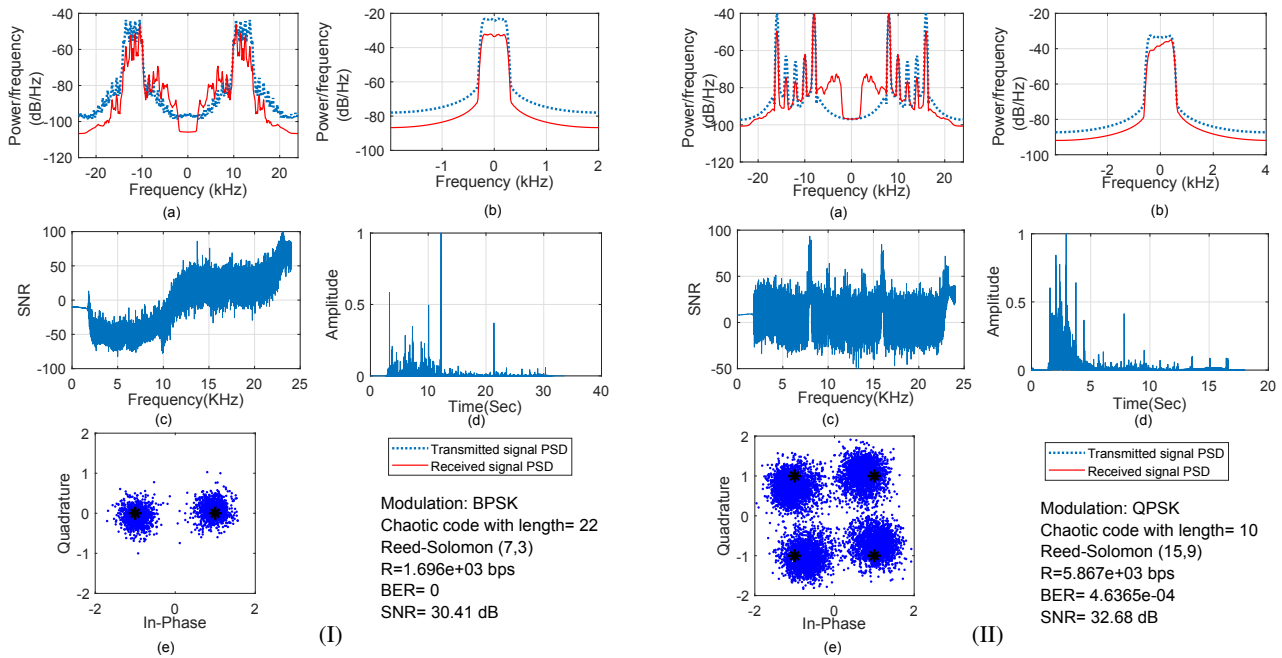 -40
-60
-80
-100
-120
Power/frequency
(dB/Hz)
-20 -10 0 10 20
Frequency (kHz)
(a)
-20
-40
-60
-80
-100
Power/frequency
(dB/Hz)
-1 0 1 2
Frequency (kHz)
(b)
100
50
0
-50
-100
SNR
0 5 10 15 20 25
Frequency(KHz)
(c)
1
0.5
0
Amplitude
0 10 20 30 40
Time(Sec)
(d)
2
1
0
-1
-2
Quadrature
-2 0 2
In-Phase
(e)
Transmitted signal PSD
Received signal PSD
Modulation: BPSK
Chaotic code with length= 22
Reed-Solomon (7,3)
R=1.696e+03 bps
BER= 0
SNR= 30.41 dB
(I)
-40
-60
-80
-100
-120
Power/frequency
(dB/Hz)
-20 -10 0 10 20
Frequency (kHz)
(a)
-20
-40
-60
-80
-100
Power/frequency
(dB/Hz)
-2 0 2 4
Frequency (kHz)
(b)
100
50
0
-50
SNR
0 5 10 15 20 25
Frequency(KHz)
(c)
1
0.5
0
Amplitude
0 5 10 15 20
Time(Sec)
(d)
2
1
0
-1
-2
Quadrature
-2 0 2
In-Phase
(e)
Transmitted signal PSD
Received signal PSD
Modulation: QPSK
Chaotic code with length= 10
Reed-Solomon (15,9)
R=5.867e+03 bps
BER= 4.6365e-04
SNR= 32.68 dB
(II)